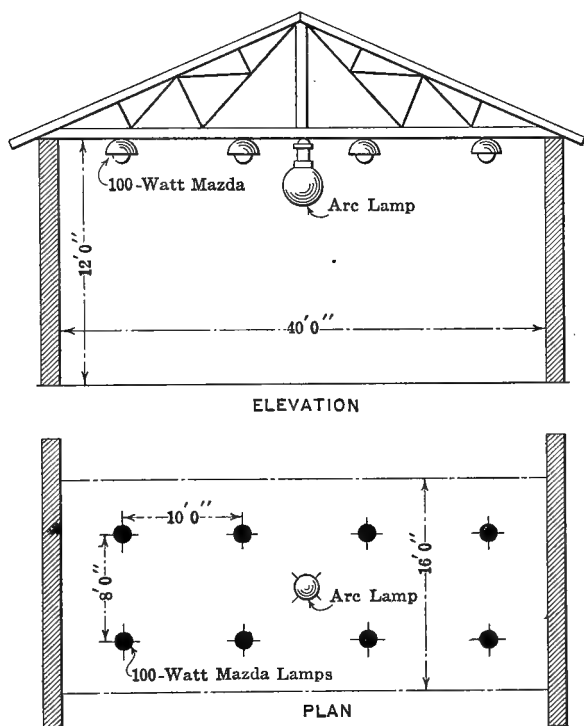 100-Watt Mazda
Arc Lamp
12'0"
40'0"
ELEVATION
10'0"
8'0"
16'0"
Arc Lamp
100-Watt Mazda Lamps
PLAN